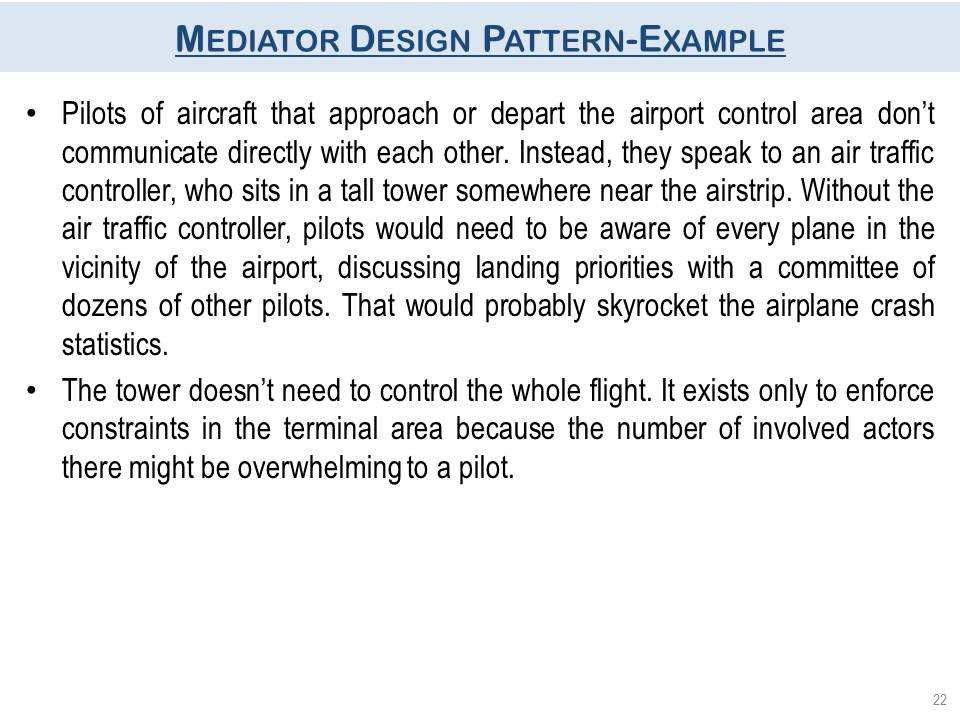 MEDIATOR DESIGN PATTERN-EXAMPLE
• Pilots of aircraft that approach or depart the airport control area don’t
communicate directly with each other. Instead, they speak to an air traffic
controller, who sits in a tall tower somewhere near the airstrip. Without the
air traffic controller, pilots would need to be aware of every plane in the
vicinity of the airport, discussing landing priorities with a committee of
dozens of other pilots. That would probably skyrocket the airplane crash
statistics.
• The tower doesn’t need to control the whole flight. It exists only to enforce
constraints in the terminal area because the number of involved actors
there might be overwhelming to a pilot.
22